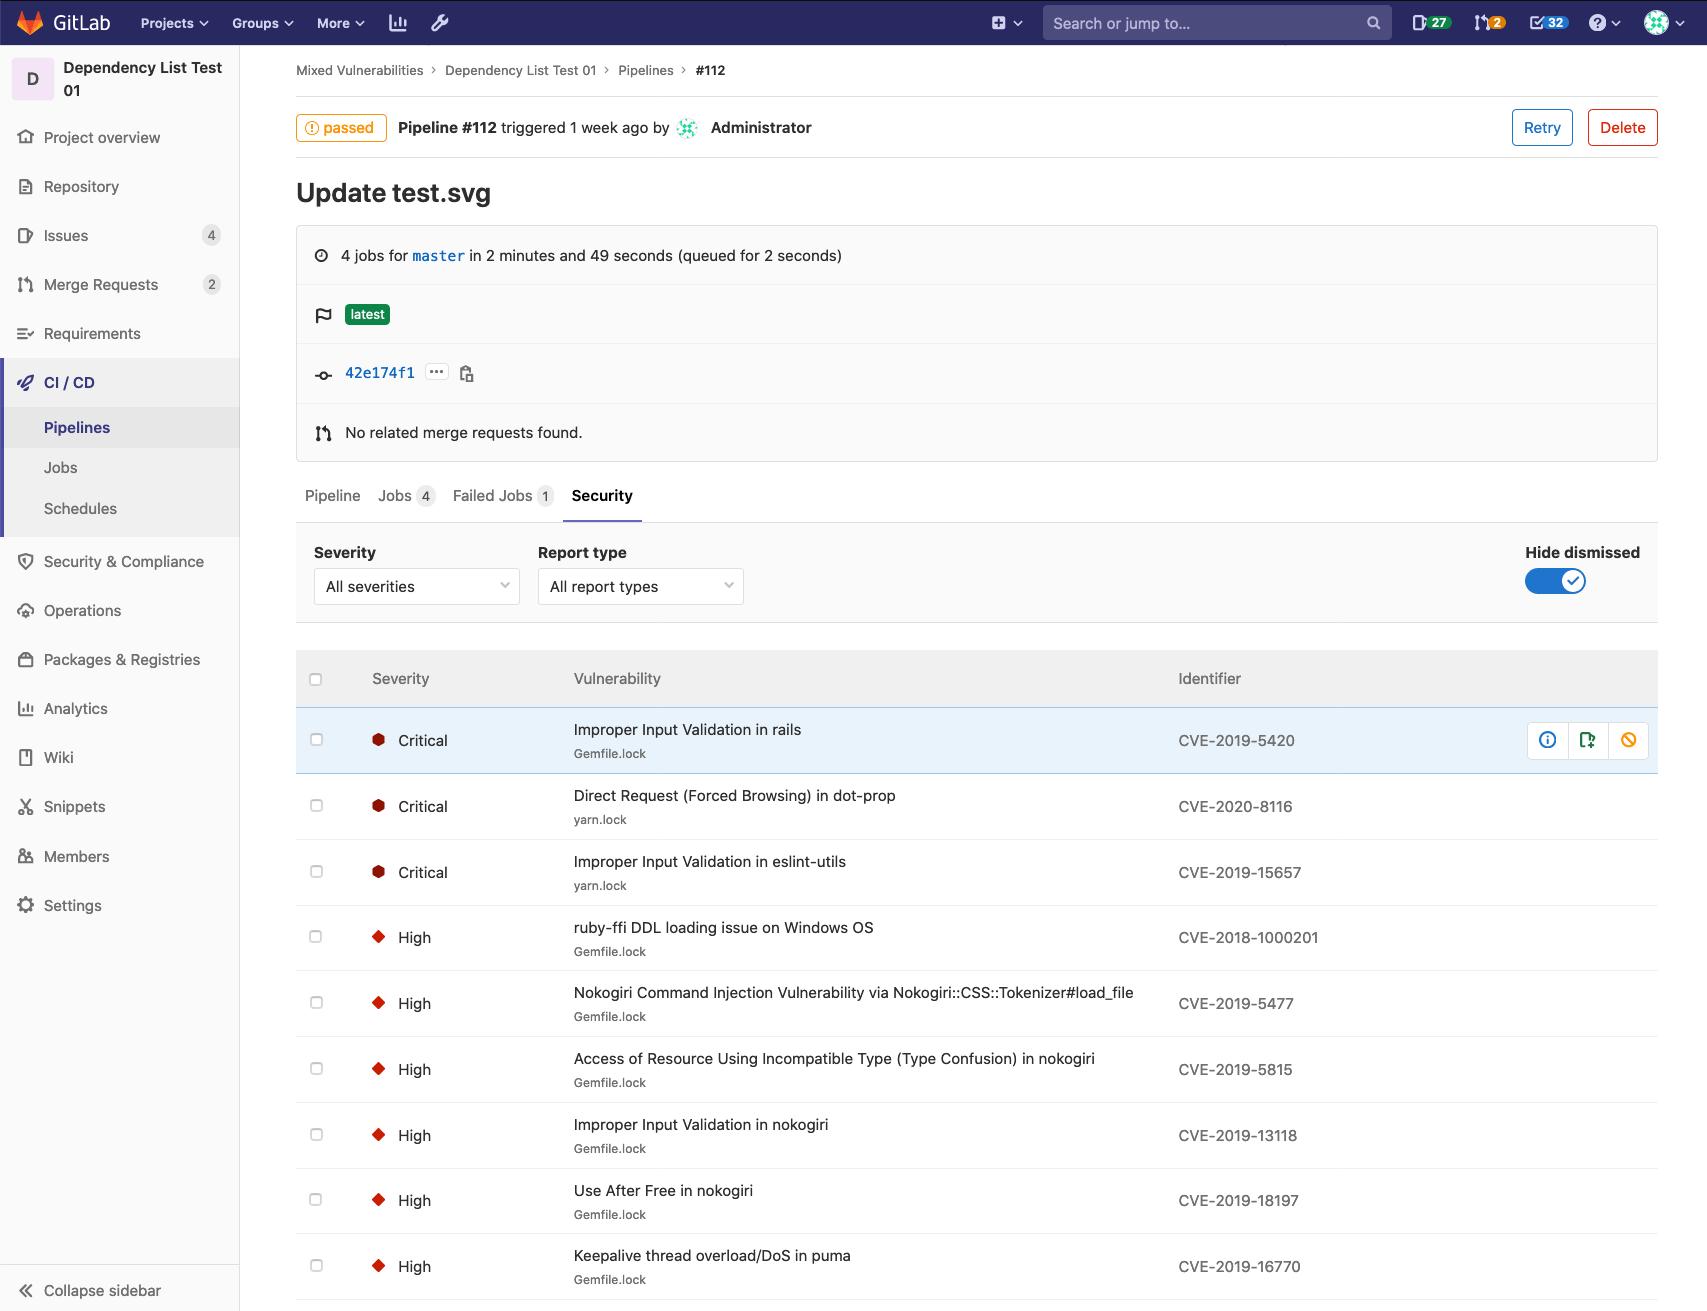 GitLab Projects Groups More Search or jump to... 27 2 32
D Dependency List Test
01
Project overview
Repository
Issues 4
Merge Requests 2
Requirements
CI / CD
Pipelines
Jobs
Schedules
Security & Compliance
Operations
Packages & Registries
Analytics
Wiki
Snippets
Members
Settings
Collapse sidebar
Mixed Vulnerabilities › Dependency List Test 01 › Pipelines › #112
passed Pipeline #112 triggered 1 week ago by Administrator Retry Delete
Update test.svg
4 jobs for master in 2 minutes and 49 seconds (queued for 2 seconds)
latest
42e174f1 ...
No related merge requests found.
Pipeline Jobs 4 Failed Jobs 1 Security
Severity Report type Hide dismissed
All severities All report types
Severity Vulnerability Identifier
Critical Improper Input Validation in rails CVE-2019-5420
Gemfile.lock
Critical Direct Request (Forced Browsing) in dot-prop CVE-2020-8116
yarn.lock
Critical Improper Input Validation in eslint-utils CVE-2019-15657
yarn.lock
High ruby-ffi DDL loading issue on Windows OS CVE-2018-1000201
Gemfile.lock
High Nokogiri Command Injection Vulnerability via Nokogiri::CSS::Tokenizer#load_file CVE-2019-5477
Gemfile.lock
High Access of Resource Using Incompatible Type (Type Confusion) in nokogiri CVE-2019-5815
Gemfile.lock
High Improper Input Validation in nokogiri CVE-2019-13118
Gemfile.lock
High Use After Free in nokogiri CVE-2019-18197
Gemfile.lock
High Keepalive thread overload/DoS in puma CVE-2019-16770
Gemfile.lock